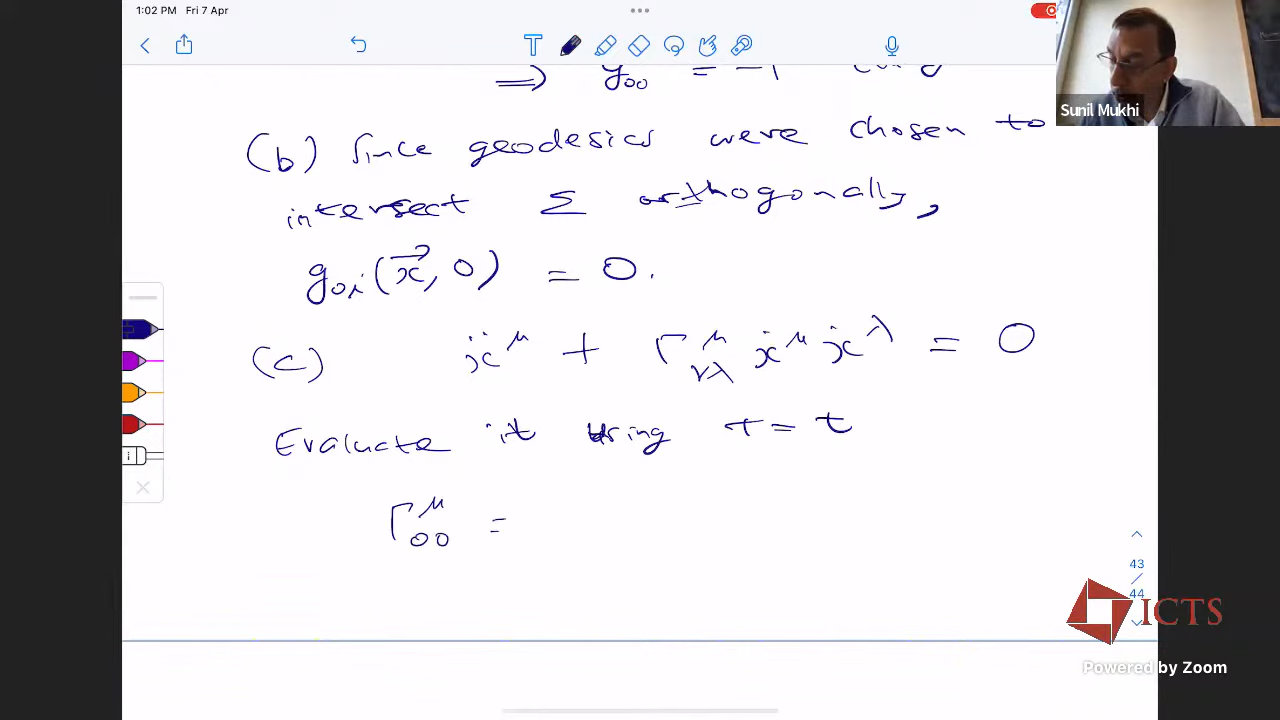 1:02 PM Fri 7 Apr
⟹ g₀₀ = -1
Sunil Mukhi
(b) Since geodesics were chosen to
intersect Σ orthogonally,
g₀ᵢ(x⃗, 0) = 0.
(c) ẍ^μ + Γ^μ_νλ ẋ^μ ẋ^λ = 0
Evaluate it using τ = t
Γ^μ_00 =
43
/
44
ICTS
Powered by Zoom